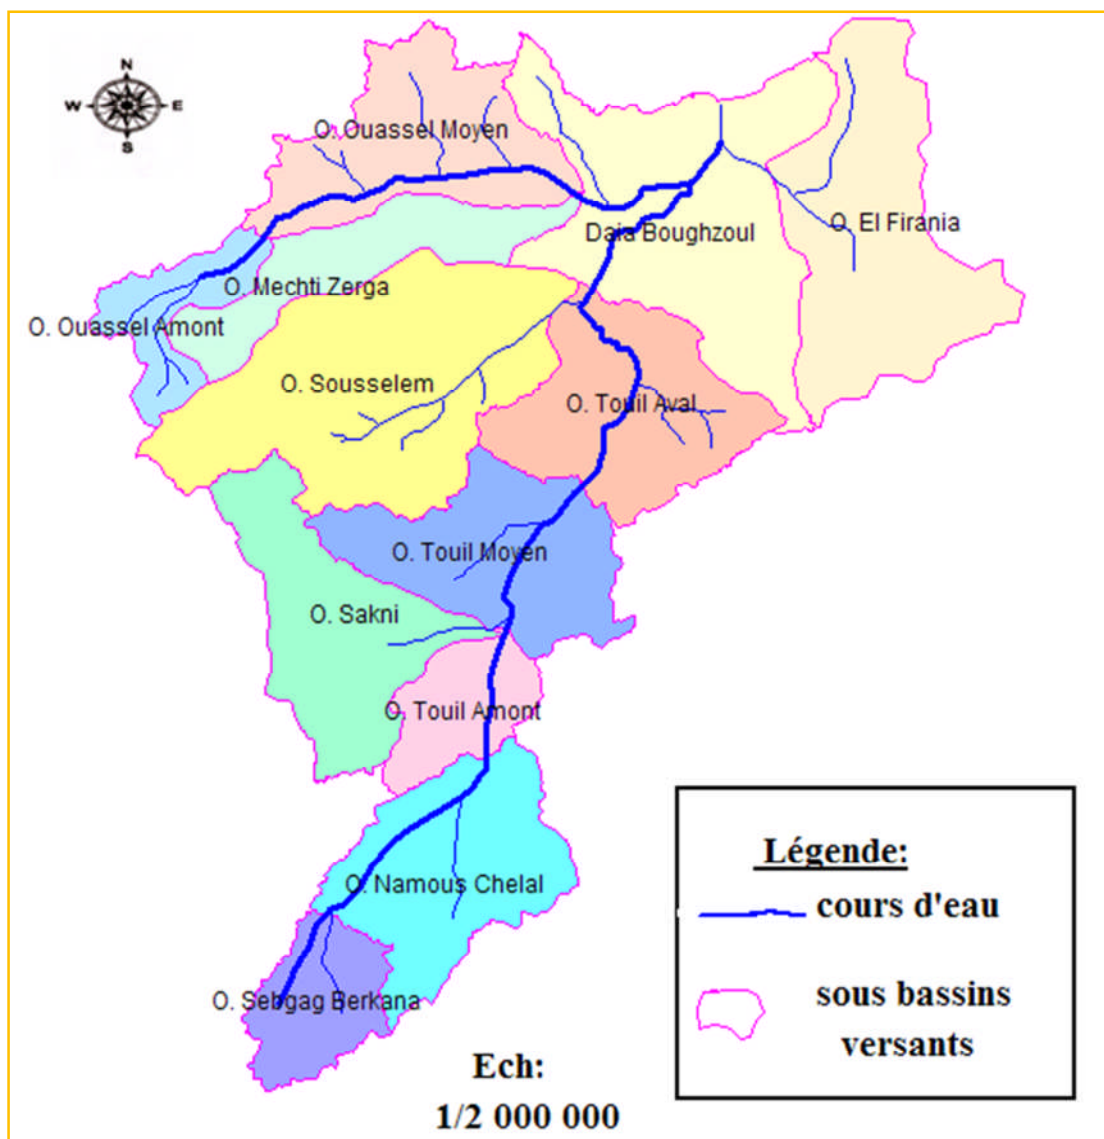 N
W E
S
O. Ouassel Moyen
O. El Firania
Daia Boughzoul
O. Mechti Zerga
O. Ouassel Amont
O. Sousselem
O. Touil Aval
O. Touil Moyen
O. Sakni
O. Touil Amont
O. Namous Chelal
O. Sebgag Berkana
Légende:
cours d'eau
sous bassins
versants
Ech:
1/2 000 000